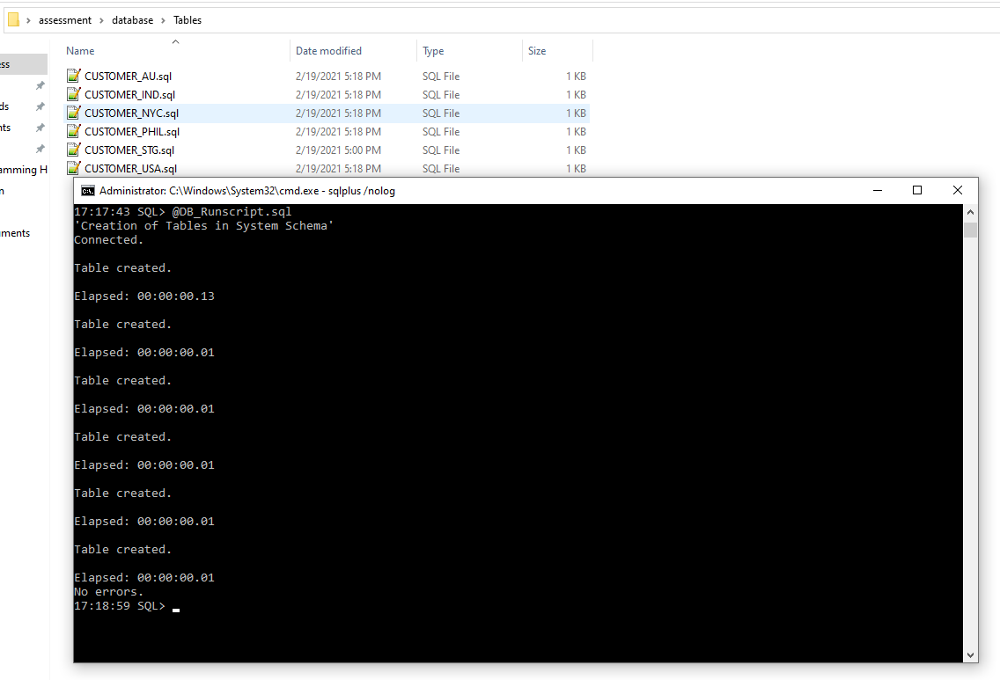 assessment > database > Tables
Name Date modified Type Size
ess
CUSTOMER_AU.sql 2/19/2021 5:18 PM SQL File 1 KB
CUSTOMER_IND.sql 2/19/2021 5:18 PM SQL File 1 KB
ds
CUSTOMER_NYC.sql 2/19/2021 5:18 PM SQL File 1 KB
nts
CUSTOMER_PHIL.sql 2/19/2021 5:18 PM SQL File 1 KB
CUSTOMER_STG.sql 2/19/2021 5:00 PM SQL File 1 KB
amming H
CUSTOMER_USA.sql 2/19/2021 5:18 PM SQL File 1 KB
Administrator: C:\Windows\System32\cmd.exe - sqlplus /nolog
17:17:43 SQL> @DB_Runscript.sql
'Creation of Tables in System Schema'
uments
Connected.
Table created.
Elapsed: 00:00:00.13
Table created.
Elapsed: 00:00:00.01
Table created.
Elapsed: 00:00:00.01
Table created.
Elapsed: 00:00:00.01
Table created.
Elapsed: 00:00:00.01
Table created.
Elapsed: 00:00:00.01
No errors.
17:18:59 SQL>